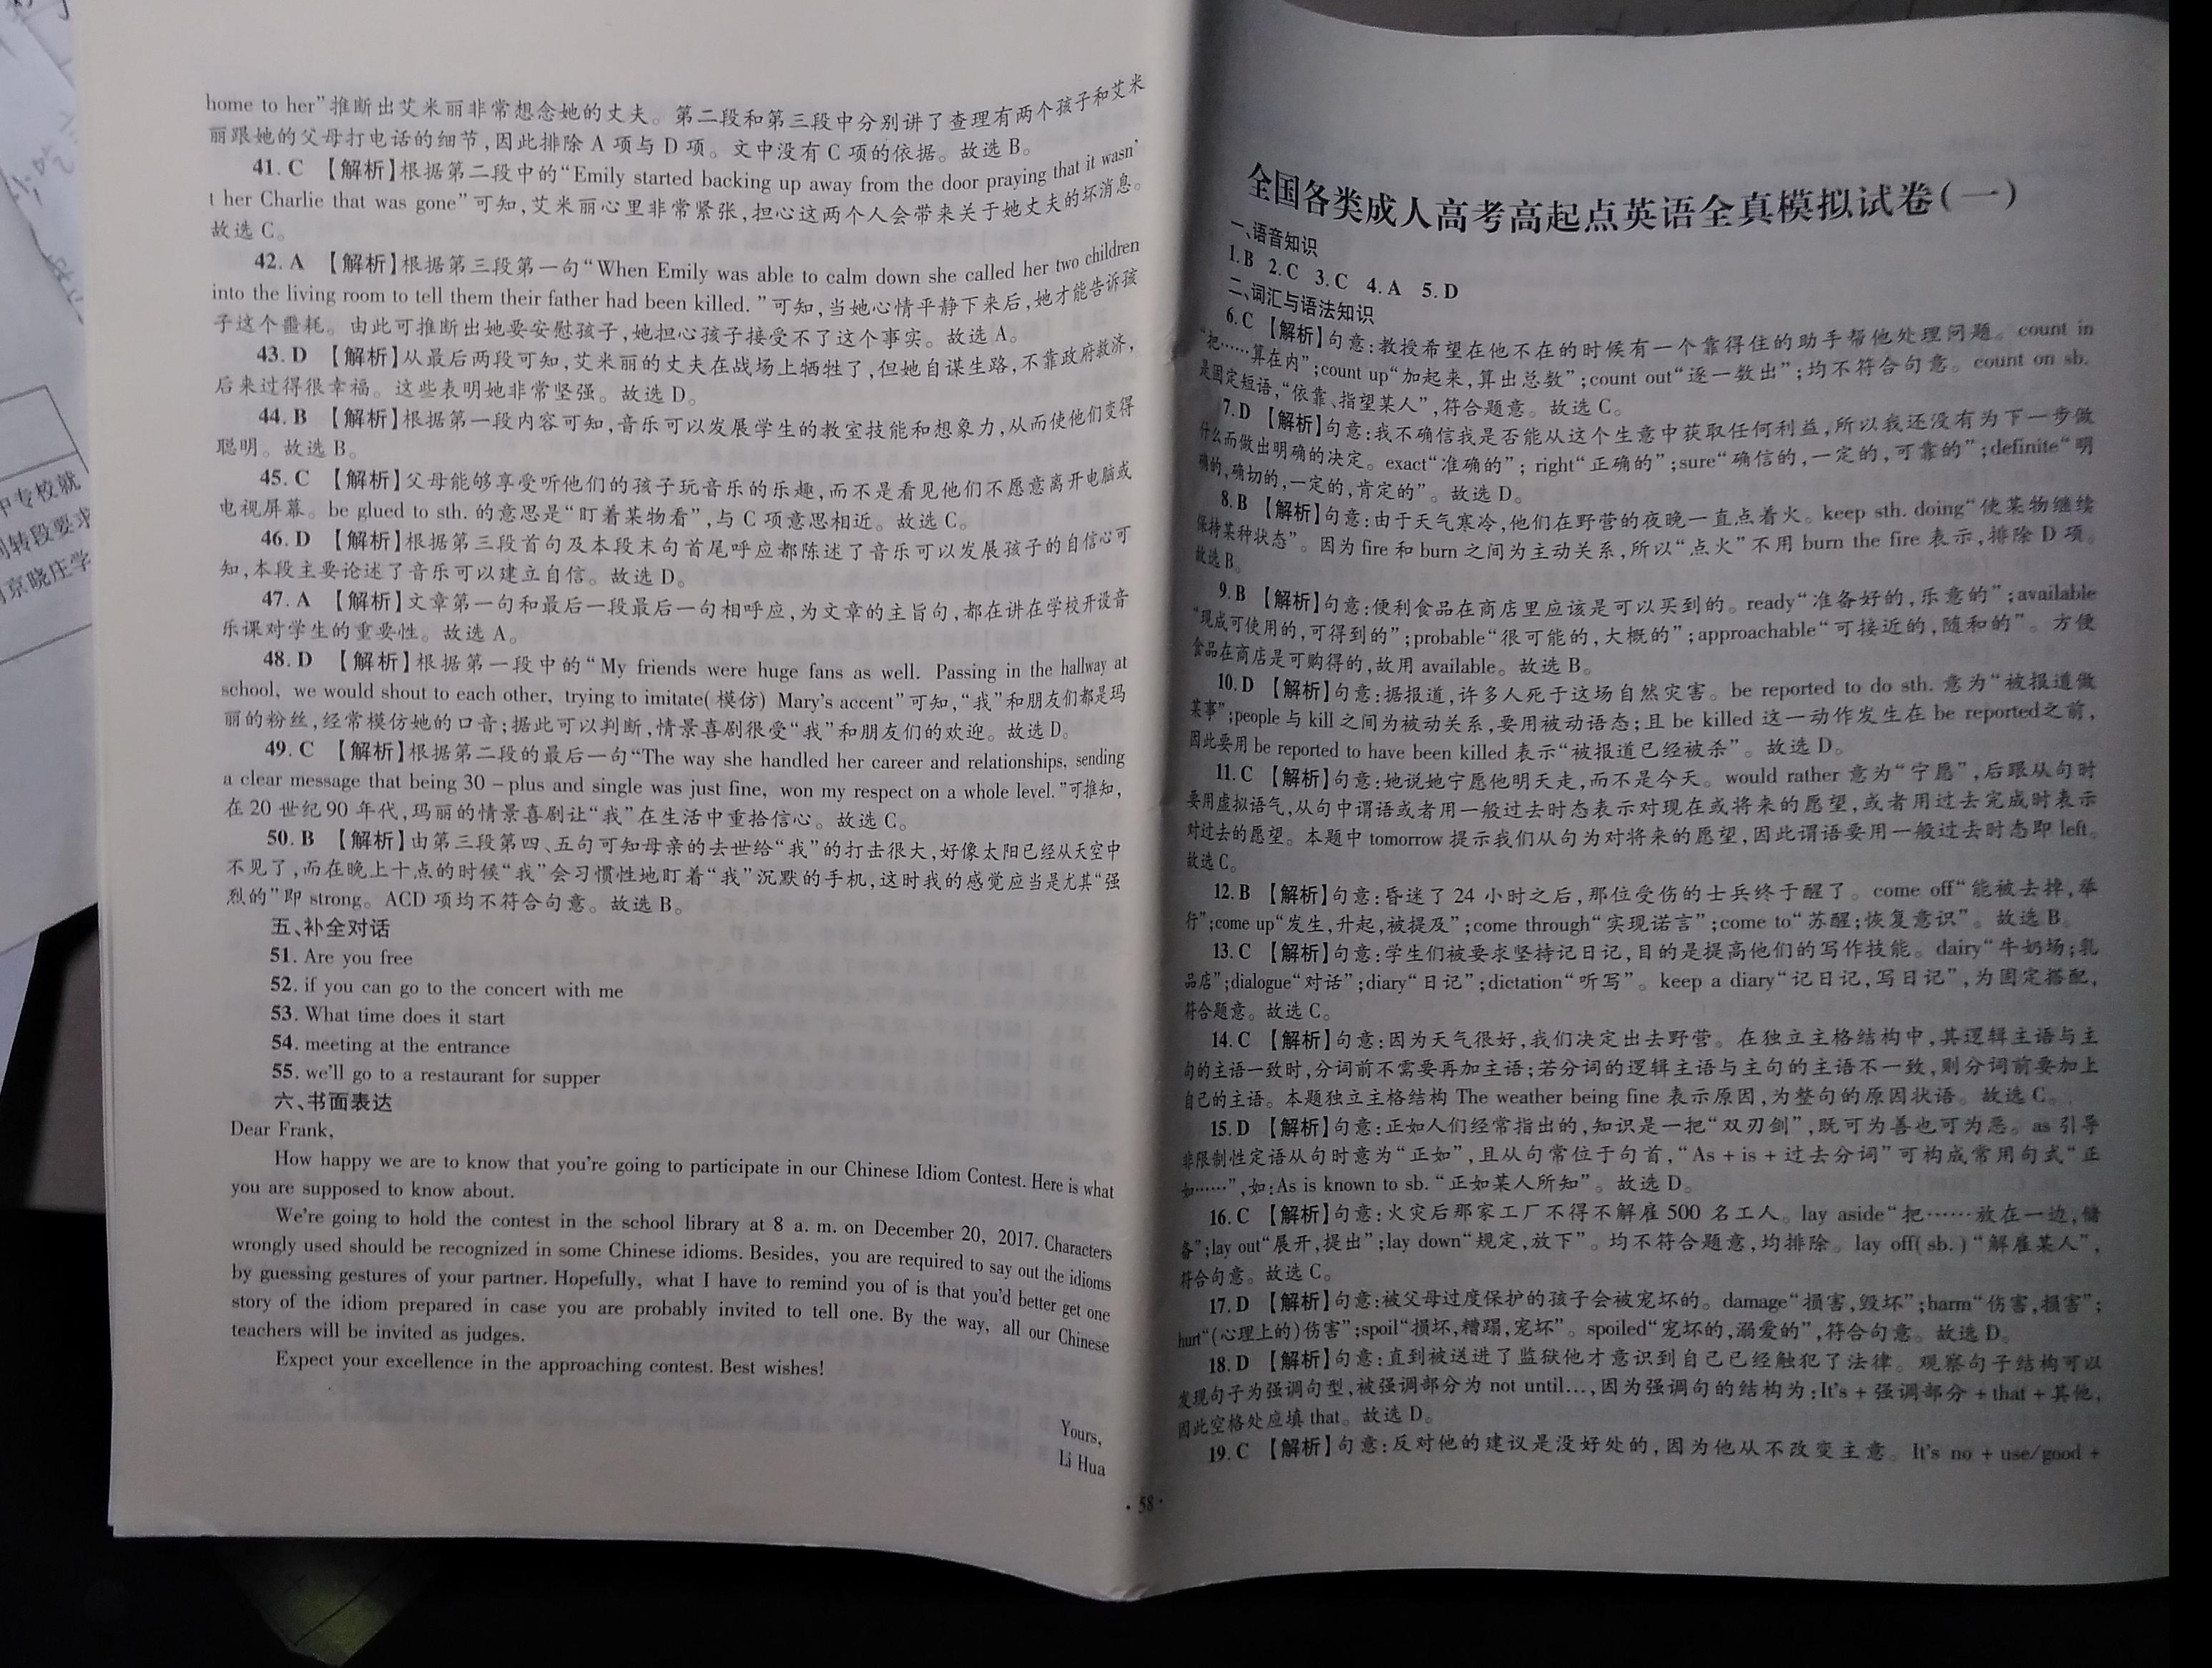 home to her”推断出艾米丽非常想念她的丈夫。第二段和第三段中分别讲了查理有两个孩子和艾米
丽跟她的父母打电话的细节,因此排除 A 项与 D 项。文中没有 C 项的依据。故选 B。
41. C 【解析】根据第二段中的“Emily started backing up away from the door praying that it wasn’
t her Charlie that was gone”可知,艾米丽心里非常紧张,担心这两个人会带来关于她丈夫的坏消息。
故选 C。
42. A 【解析】根据第三段第一句“When Emily was able to calm down she called her two children
into the living room to tell them their father had been killed. ”可知,当她心情平静下来后,她才能告诉孩
子这个噩耗。由此可推断出她要安慰孩子,她担心孩子接受不了这个事实。故选 A。
43. D 【解析】从最后两段可知,艾米丽的丈夫在战场上牺牲了,但她自谋生路,不靠政府救济,
后来过得很幸福。这些表明她非常坚强。故选 D。
44. B 【解析】根据第一段内容可知,音乐可以发展学生的教室技能和想象力,从而使他们变得
聪明。故选 B。
45. C 【解析】父母能够享受听他们的孩子玩音乐的乐趣,而不是看见他们不愿意离开电脑或
电视屏幕。be glued to sth. 的意思是“盯着某物看”,与 C 项意思相近。故选 C。
46. D 【解析】根据第三段首句及本段末句首尾呼应都陈述了音乐可以发展孩子的自信心可
知,本段主要论述了音乐可以建立自信。故选 D。
47. A 【解析】文章第一句和最后一段最后一句相呼应,为文章的主旨句,都在讲在学校开设音
乐课对学生的重要性。故选 A。
48. D 【解析】根据第一段中的“My friends were huge fans as well. Passing in the hallway at
school, we would shout to each other, trying to imitate(模仿) Mary’s accent”可知,“我”和朋友们都是玛
丽的粉丝,经常模仿她的口音;据此可以判断,情景喜剧很受“我”和朋友们的欢迎。故选 D。
49. C 【解析】根据第二段的最后一句“The way she handled her career and relationships, sending
a clear message that being 30 – plus and single was just fine, won my respect on a whole level. ”可推知,
在 20 世纪 90 年代,玛丽的情景喜剧让“我”在生活中重拾信心。故选 C。
50. B 【解析】由第三段第四、五句可知母亲的去世给“我”的打击很大,好像太阳已经从天空中
不见了,而在晚上十点的时候“我”会习惯性地盯着“我”沉默的手机,这时我的感觉应当是尤其“强
烈的”即 strong。ACD 项均不符合句意。故选 B。
五、补全对话
51. Are you free
52. if you can go to the concert with me
53. What time does it start
54. meeting at the entrance
55. we’ll go to a restaurant for supper
六、书面表达
Dear Frank,
How happy we are to know that you’re going to participate in our Chinese Idiom Contest. Here is what
you are supposed to know about.
We’re going to hold the contest in the school library at 8 a. m. on December 20, 2017. Characters
wrongly used should be recognized in some Chinese idioms. Besides, you are required to say out the idioms
by guessing gestures of your partner. Hopefully, what I have to remind you of is that you’d better get one
story of the idiom prepared in case you are probably invited to tell one. By the way, all our Chinese
teachers will be invited as judges.
Expect your excellence in the approaching contest. Best wishes!
Yours,
Li Hua
· 58 ·
全国各类成人高考高起点英语全真模拟试卷(一)
一、语音知识
1. B 2. C 3. C 4. A 5. D
二、词汇与语法知识
6. C 【解析】句意:教授希望在他不在的时候有一个靠得住的助手帮他处理问题。count in
“把……算在内”;count up“加起来,算出总数”;count out“逐一数出”;均不符合句意。count on sb.
是固定短语,“依靠、指望某人”,符合题意。故选 C。
7. D 【解析】句意:我不确信我是否能从这个生意中获取任何利益,所以我还没有为下一步做
什么而做出明确的决定。exact“准确的”; right“正确的”;sure“确信的,一定的,可靠的”;definite“明
确的,确切的,一定的,肯定的”。故选 D。
8. B 【解析】句意:由于天气寒冷,他们在野营的夜晚一直点着火。keep sth. doing“使某物继续
保持某种状态”。因为 fire 和 burn 之间为主动关系,所以“点火”不用 burn the fire 表示,排除 D 项。
故选 B。
9. B 【解析】句意:便利食品在商店里应该是可以买到的。ready“准备好的,乐意的”;available
“现成可使用的,可得到的”;probable“很可能的,大概的”;approachable“可接近的,随和的”。方便
食品在商店是可购得的,故用 available。故选 B。
10. D 【解析】句意:据报道,许多人死于这场自然灾害。be reported to do sth. 意为“被报道做
某事”;people 与 kill 之间为被动关系,要用被动语态;且 be killed 这一动作发生在 be reported之前,
因此要用 be reported to have been killed 表示“被报道已经被杀”。故选 D。
11. C 【解析】句意:她说她宁愿他明天走,而不是今天。would rather 意为“宁愿”,后跟从句时
要用虚拟语气,从句中谓语或者用一般过去时态表示对现在或将来的愿望,或者用过去完成时表示
对过去的愿望。本题中 tomorrow 提示我们从句为对将来的愿望,因此谓语要用一般过去时态即 left。
故选 C。
12. B 【解析】句意:昏迷了 24 小时之后,那位受伤的士兵终于醒了。come off“能被去掉,举
行”;come up“发生,升起,被提及”;come through“实现诺言”;come to“苏醒;恢复意识”。故选 B。
13. C 【解析】句意:学生们被要求坚持记日记,目的是提高他们的写作技能。dairy“牛奶场;乳
品店”;dialogue“对话”;diary“日记”;dictation“听写”。keep a diary“记日记,写日记”,为固定搭配,
符合题意。故选 C。
14. C 【解析】句意:因为天气很好,我们决定出去野营。在独立主格结构中,其逻辑主语与主
句的主语一致时,分词前不需要再加主语;若分词的逻辑主语与主句的主语不一致,则分词前要加上
自己的主语。本题独立主格结构 The weather being fine 表示原因,为整句的原因状语。故选 C。
15. D 【解析】句意:正如人们经常指出的,知识是一把“双刃剑”,既可为善也可为恶。as 引导
非限制性定语从句时意为“正如”,且从句常位于句首,“As + is + 过去分词”可构成常用句式“正
如……”,如:As is known to sb. “正如某人所知”。故选 D。
16. C 【解析】句意:火灾后那家工厂不得不解雇 500 名工人。lay aside“把……放在一边,储
备”;lay out“展开,提出”;lay down“规定,放下”。均不符合题意,均排除。lay off( sb. )“解雇某人”,
符合句意。故选 C。
17. D 【解析】句意:被父母过度保护的孩子会被宠坏的。damage“损害,毁坏”;harm“伤害,损害”;
hurt“(心理上的)伤害”;spoil“损坏,糟蹋,宠坏”。spoiled“宠坏的,溺爱的”,符合句意。故选 D。
18. D 【解析】句意:直到被送进了监狱他才意识到自己已经触犯了法律。观察句子结构可以
发现句子为强调句型,被强调部分为 not until…,因为强调句的结构为:It’s + 强调部分 + that + 其他,
因此空格处应填 that。故选 D。
19. C 【解析】句意:反对他的建议是没好处的,因为他从不改变主意。It’s no + use/good +
中专校就
转段要求
京晓庄学